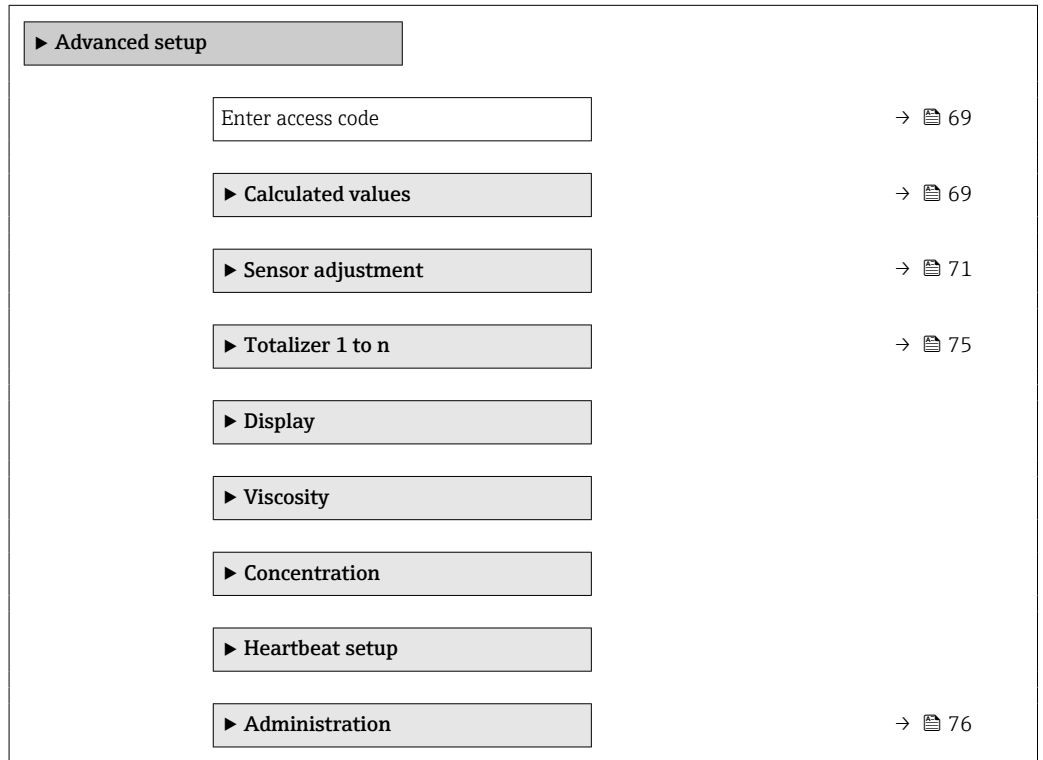 ▶ Advanced setup
Enter access code → 69
▶ Calculated values → 69
▶ Sensor adjustment → 71
▶ Totalizer 1 to n → 75
▶ Display
▶ Viscosity
▶ Concentration
▶ Heartbeat setup
▶ Administration → 76